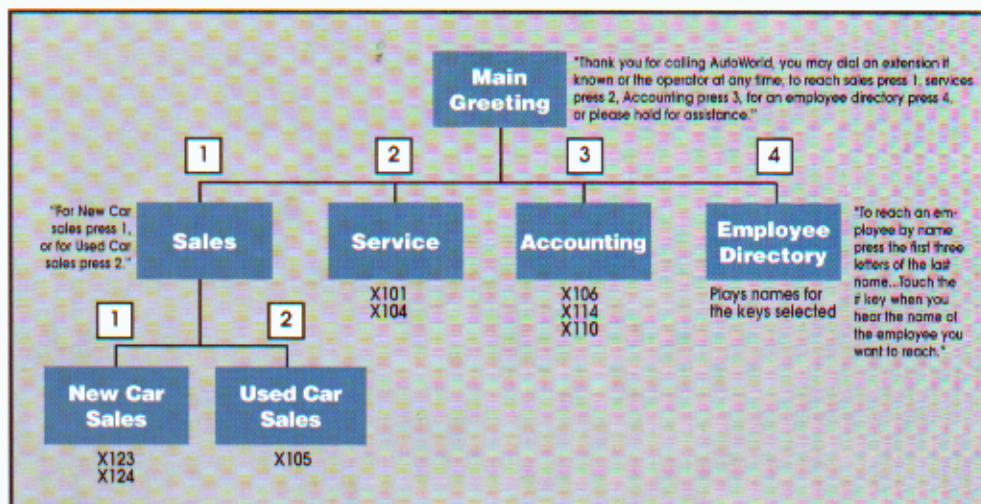 Main
Greeting
"Thank you for calling AutoWorld, you may dial an extension if
known or the operator at any time; to reach sales press 1, services
press 2, Accounting press 3, for an employee directory press 4,
or please hold for assistance."
1
2
3
4
"For New Car
sales press 1,
or for Used Car
sales press 2."
Sales
Service
Accounting
Employee
Directory
"To reach an em-
ployee by name
press the first three
letters of the last
name...Touch the
# key when you
hear the name of
the employee you
want to reach."
X101
X104
X106
X114
X110
Plays names for
the keys selected
1
2
New Car
Sales
Used Car
Sales
X123
X124
X105